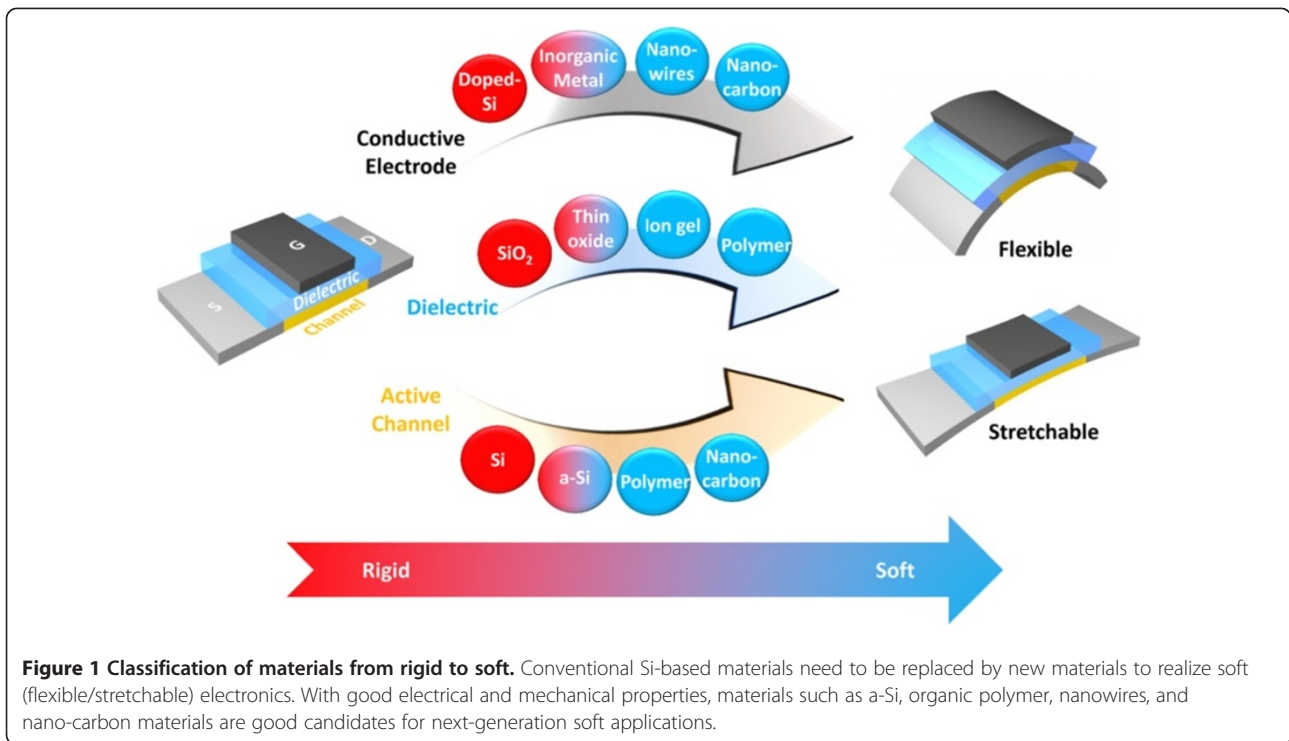 Doped-
Si
Inorganic
Metal
Nano-
wires
Nano-
carbon
Conductive
Electrode
Flexible
G
D
S
Dielectric
Channel
SiO₂
Thin
oxide
Ion gel
Polymer
Dielectric
Active
Channel
Si
a-Si
Polymer
Nano-
carbon
Stretchable
Rigid
Soft
Figure 1 Classification of materials from rigid to soft. Conventional Si-based materials need to be replaced by new materials to realize soft
(flexible/stretchable) electronics. With good electrical and mechanical properties, materials such as a-Si, organic polymer, nanowires, and
nano-carbon materials are good candidates for next-generation soft applications.